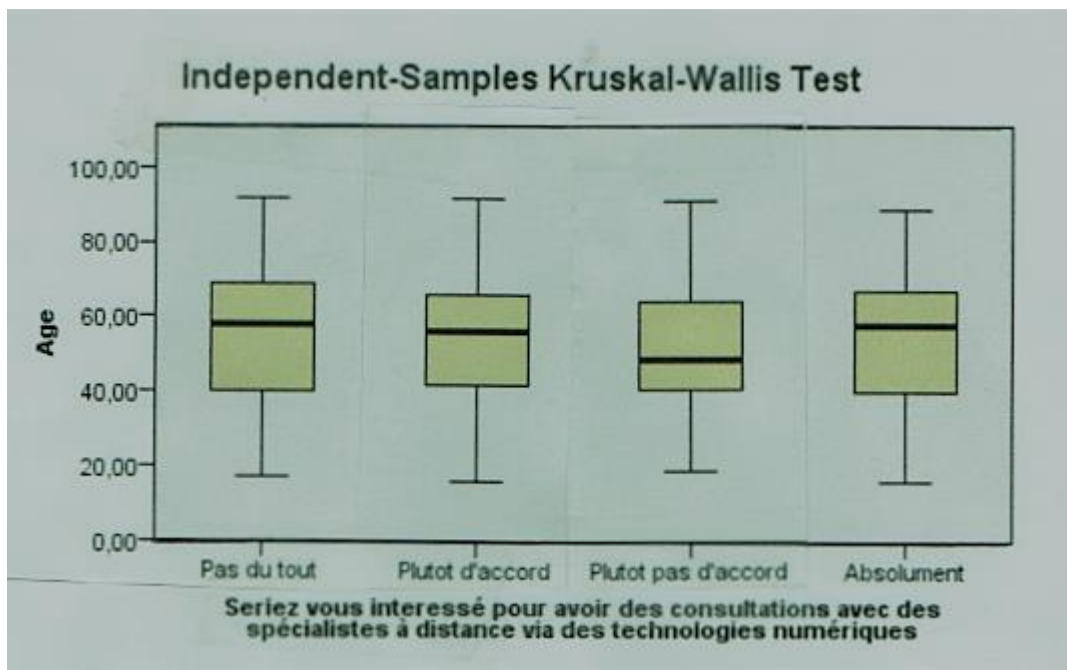 Independent-Samples Kruskal-Wallis Test
100,00
80,00
60,00
40,00
20,00
0,00
Age
Pas du tout
Plutot d'accord
Plutot pas d'accord
Absolument
Seriez vous interessé pour avoir des consultations avec des
spécialistes à distance via des technologies numériques